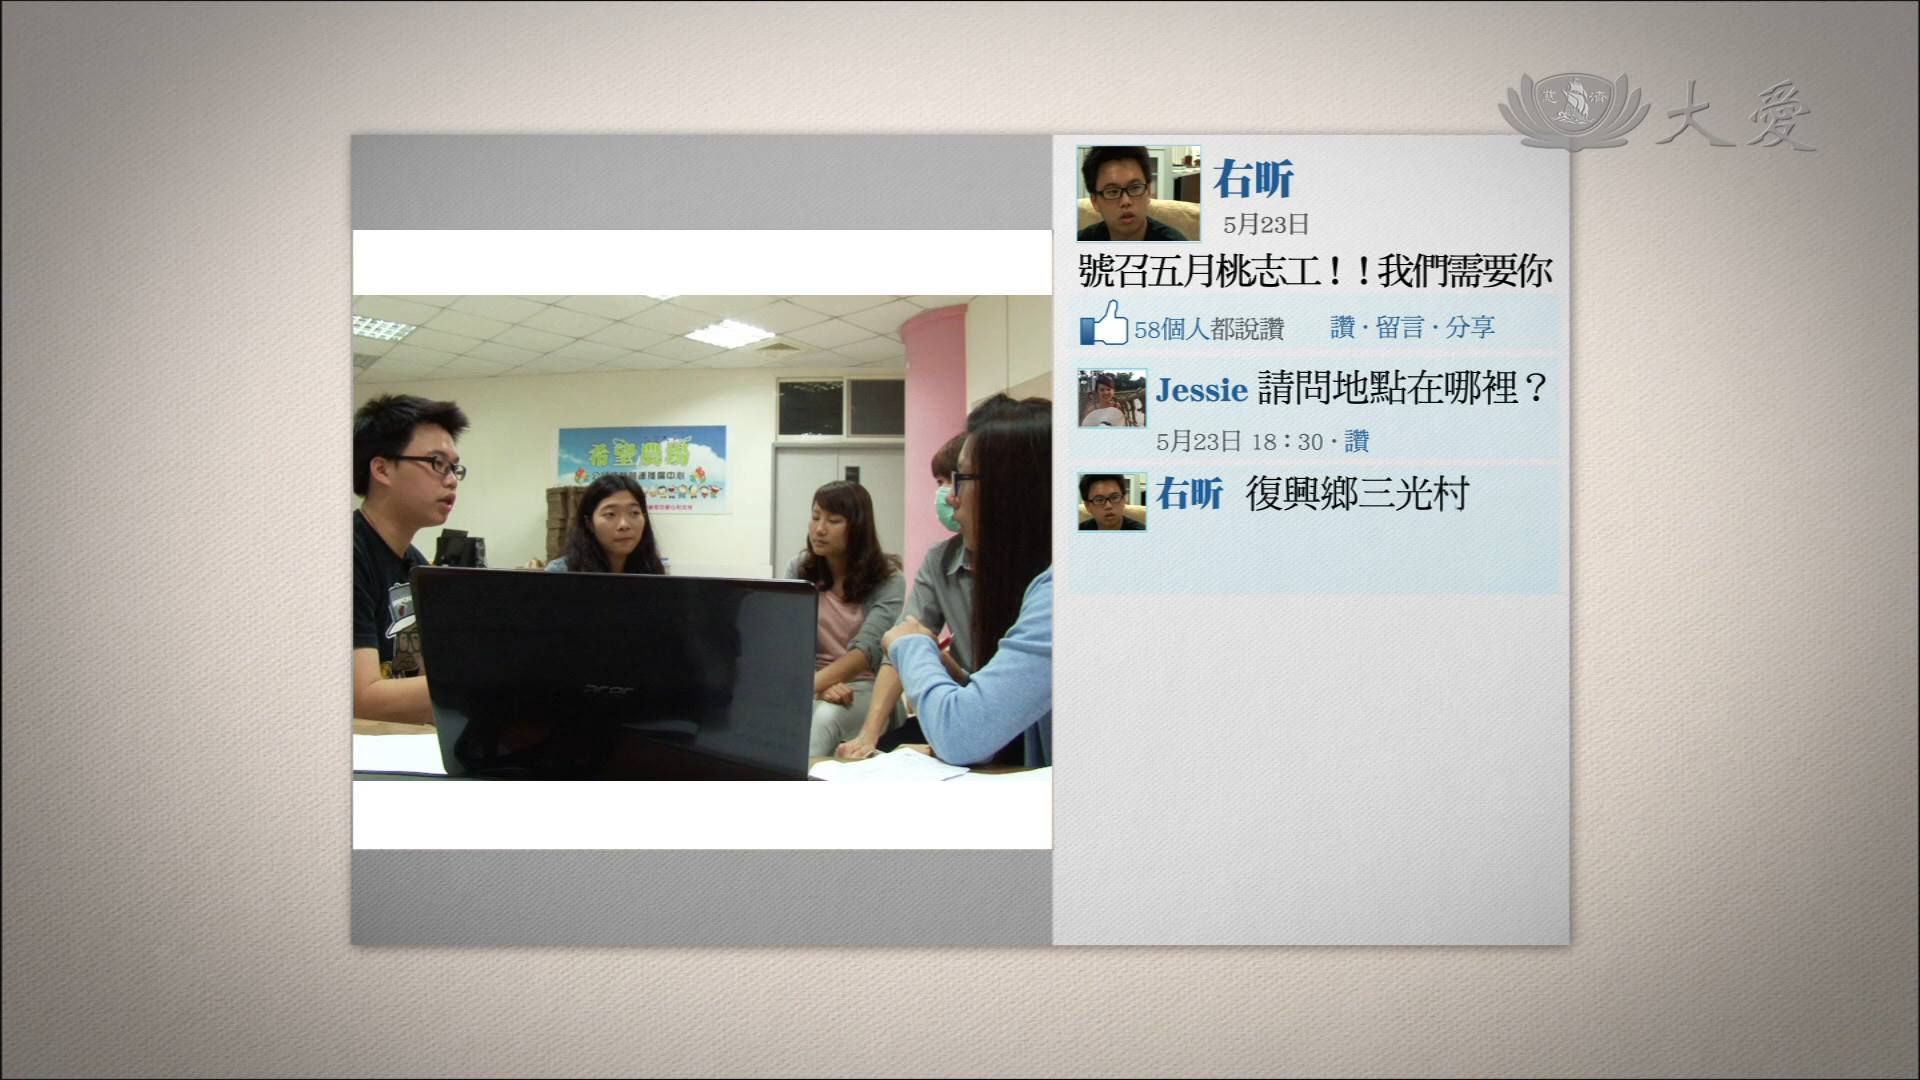 慈濟
大愛
右昕
5月23日
號召五月桃志工！！我們需要你
58個人都說讚 讚·留言·分享
Jessie 請問地點在哪裡？
5月23日 18：30·讚
右昕 復興鄉三光村
希望農場
acer